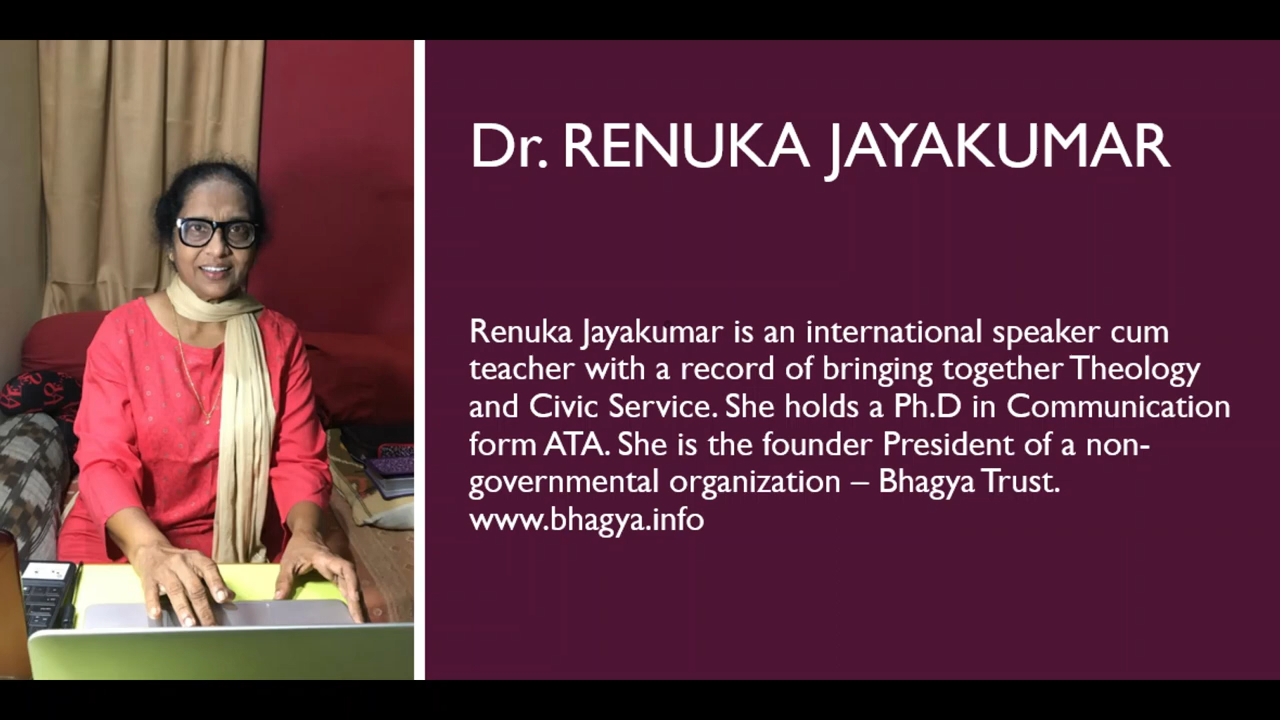 Dr. RENUKA JAYAKUMAR
Renuka Jayakumar is an international speaker cum
teacher with a record of bringing together Theology
and Civic Service. She holds a Ph.D in Communication
form ATA. She is the founder President of a non-
governmental organization – Bhagya Trust.
www.bhagya.info